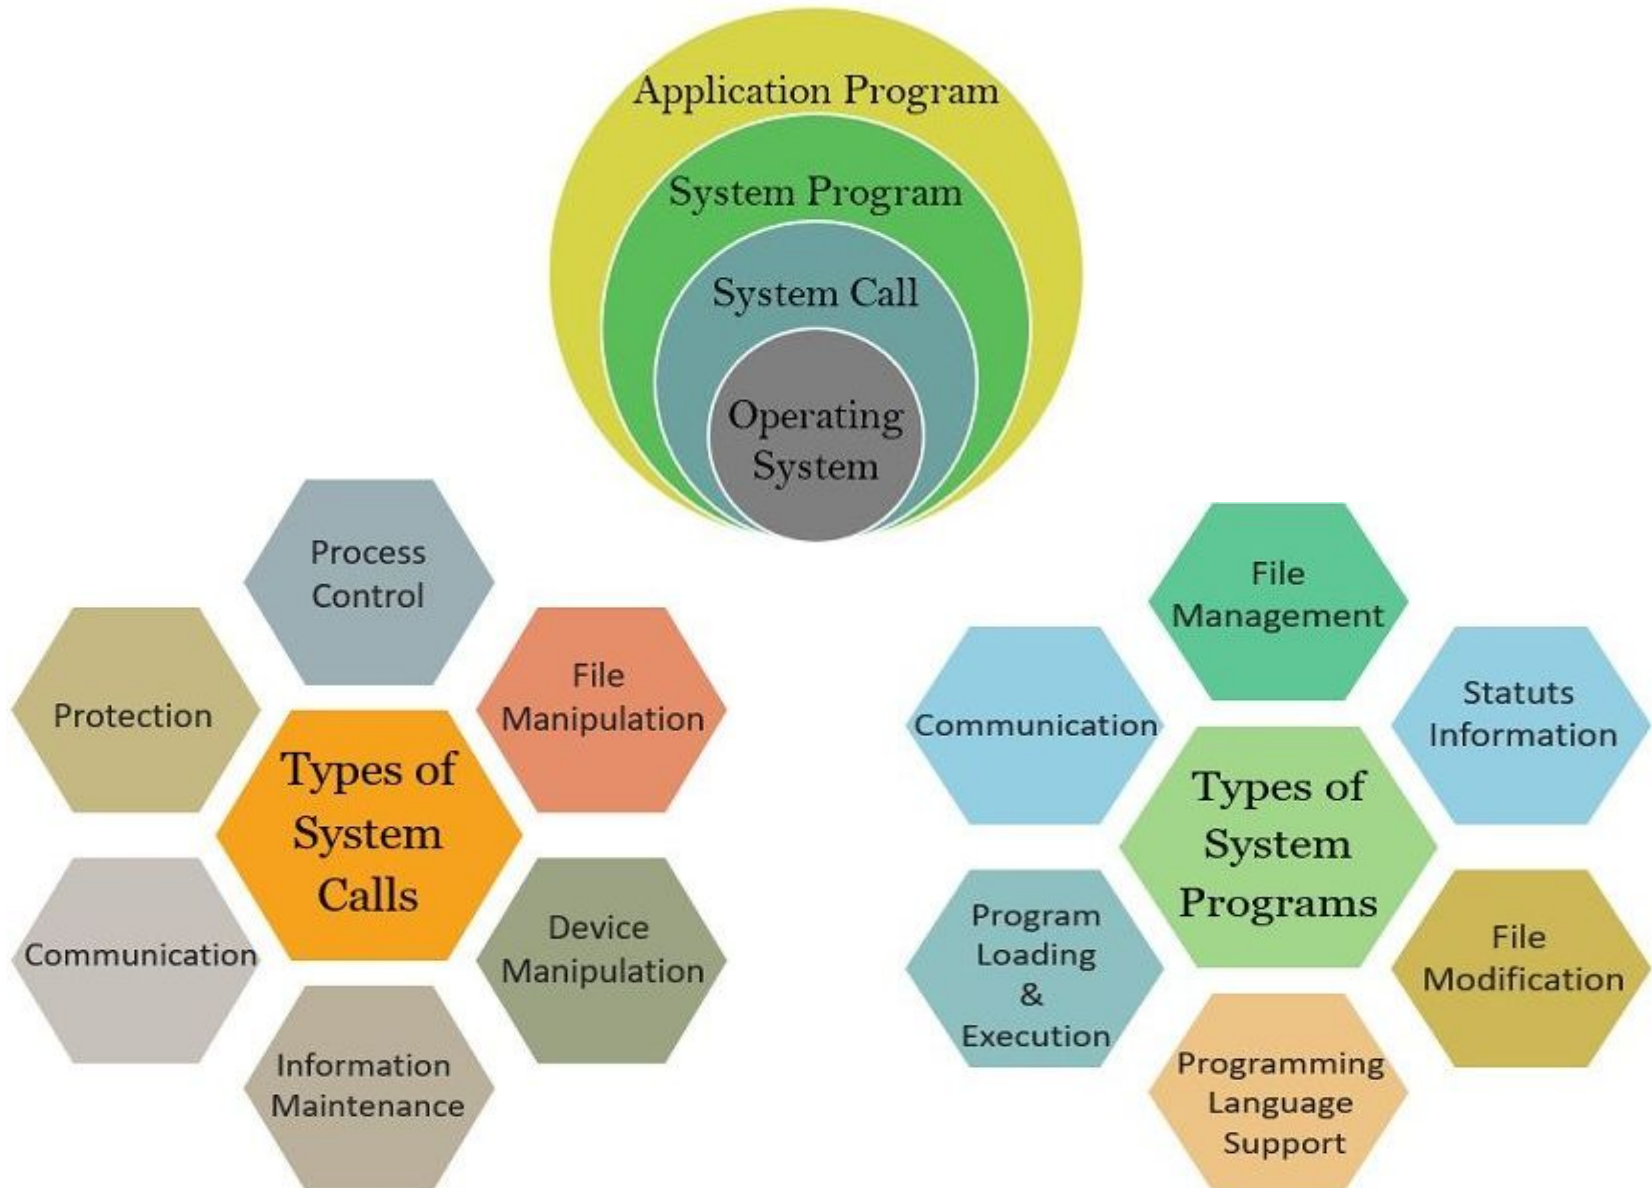 Application Program
System Program
System Call
Operating
System
Process
Control
File
Manipulation
Protection
Types of
System
Calls
Device
Manipulation
Communication
Information
Maintenance
File
Management
Statuts
Information
Communication
Types of
System
Programs
File
Modification
Program
Loading
&
Execution
Programming
Language
Support